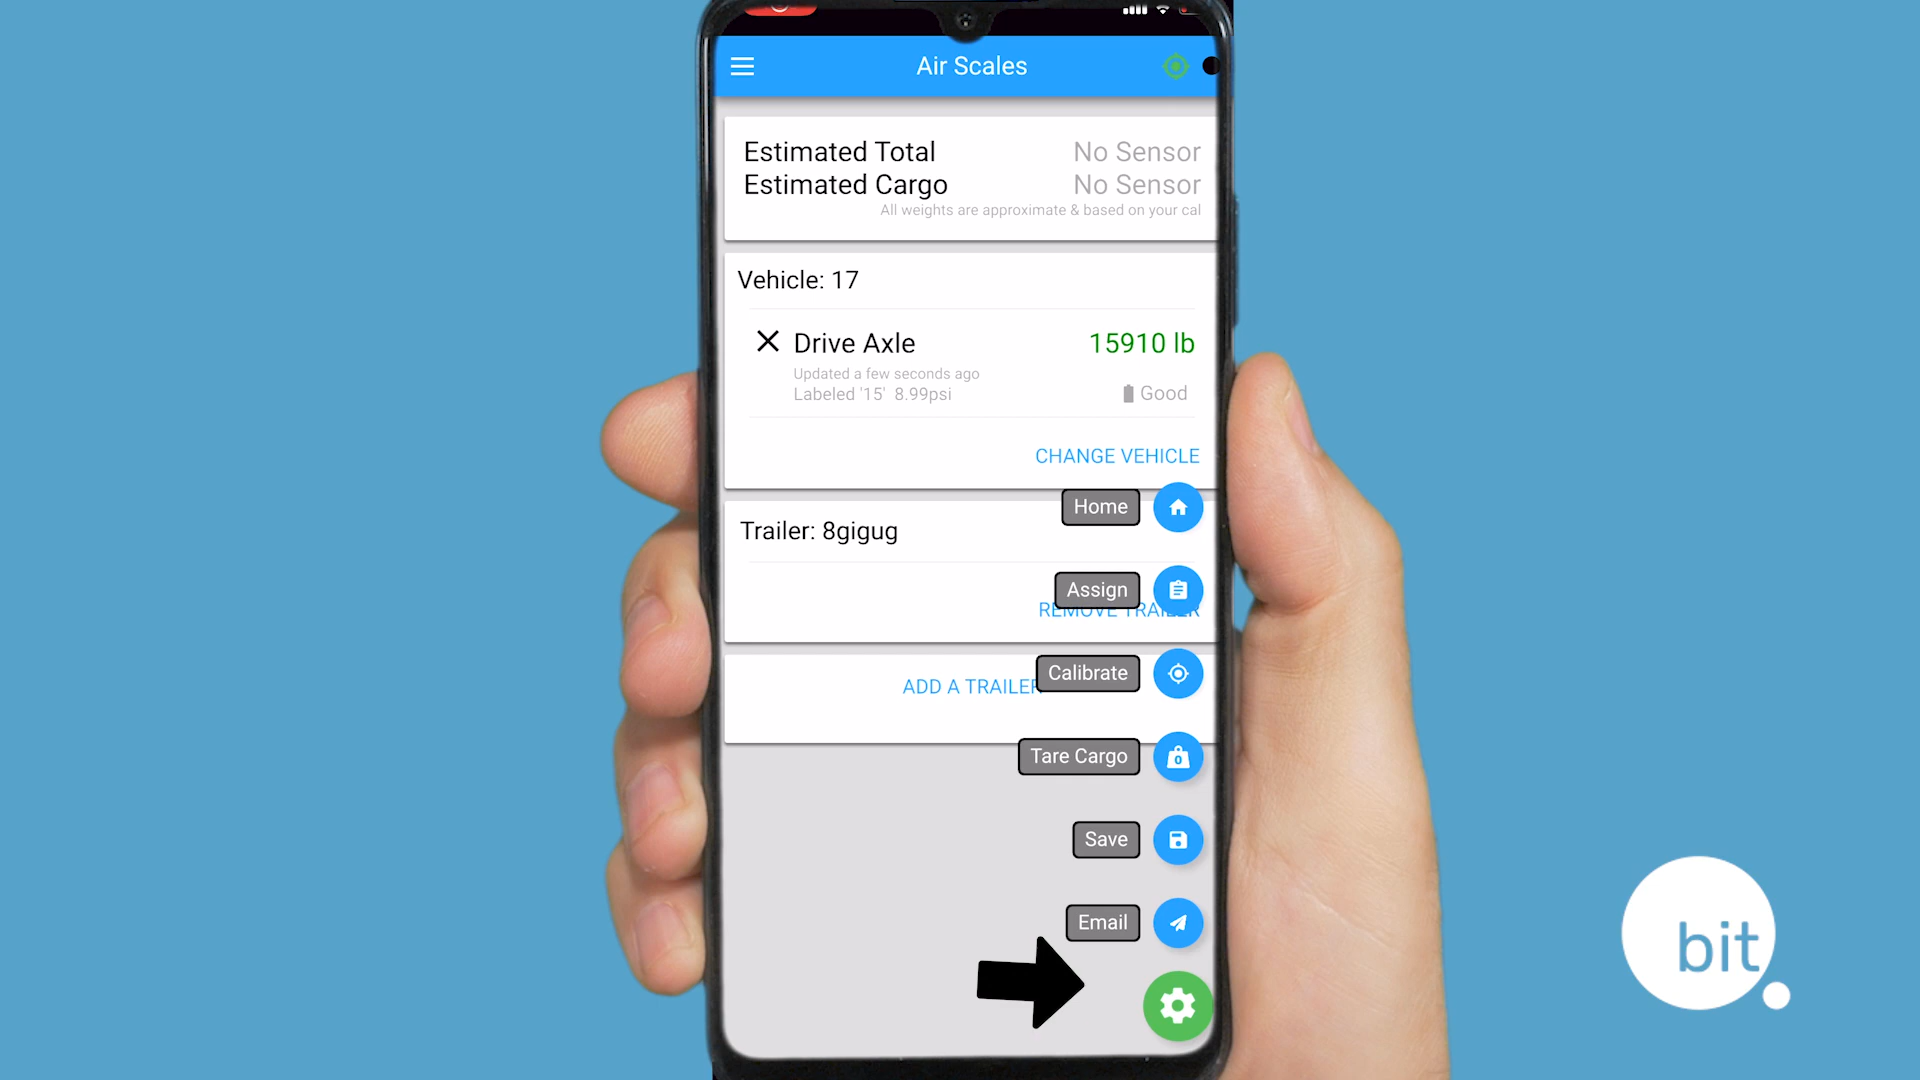 Air Scales
Estimated Total No Sensor
Estimated Cargo No Sensor
All weights are approximate & based on your cal
Vehicle: 17
Drive Axle 15910 lb
Updated a few seconds ago
Labeled '15' 8.99psi Good
CHANGE VEHICLE
Home
Trailer: 8gigug
Assign
REMOVE TRAILER
Calibrate
ADD A TRAILER
Tare Cargo
0
Save
Email
bit